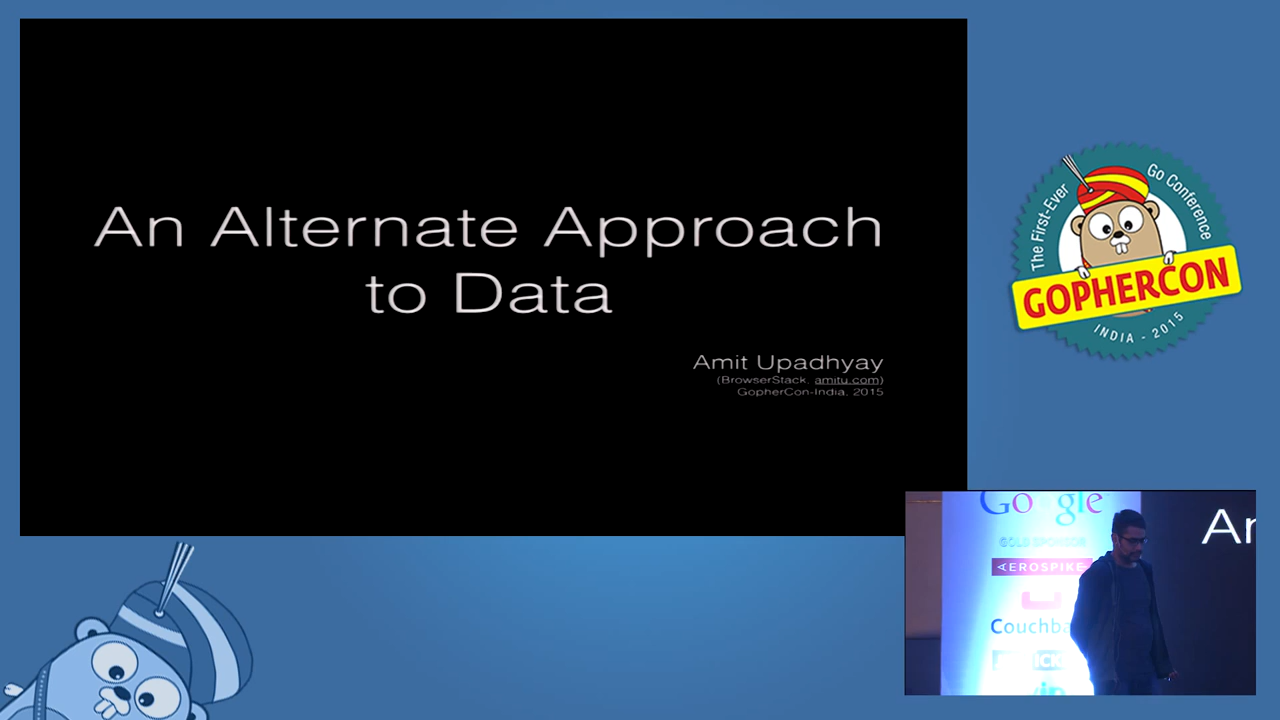 An Alternate Approach
to Data
Amit Upadhyay
(BrowserStack, amitu.com)
GopherCon-India, 2015
The First-Ever
Go Conference
GOPHERCON
INDIA - 2015
Google
GOLD SPONSOR
AEROSPIKE
Couchba
An